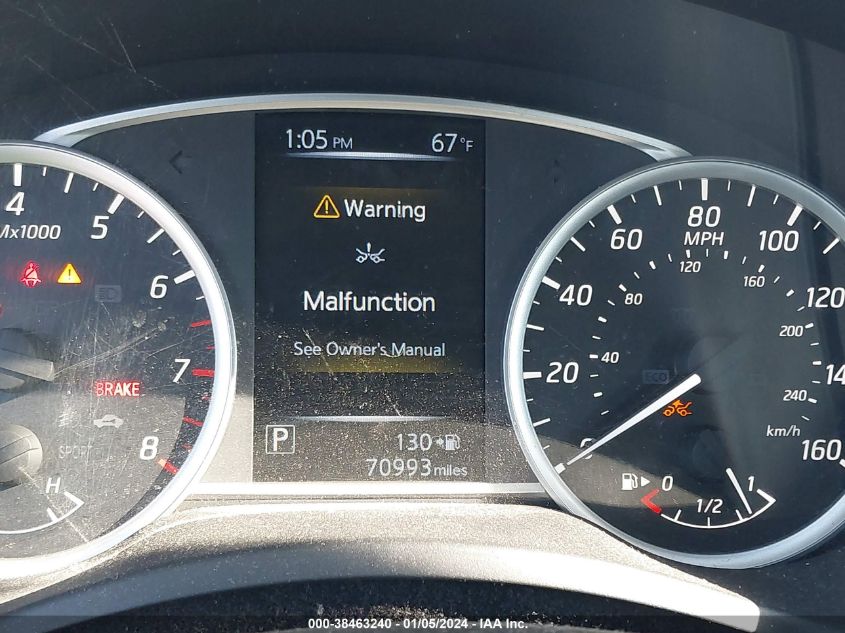 1:05 PM 67°F
Warning
Malfunction
See Owner's Manual
P
130
70993 miles
4 5 6 7 8
Mx1000
BRAKE
SPORT
H
0 20 40 60 80 100 120 14 160
MPH
40 80 120 160 200 240
km/h
ECO
0 1/2 1
000-38463240 - 01/05/2024 - IAA Inc.